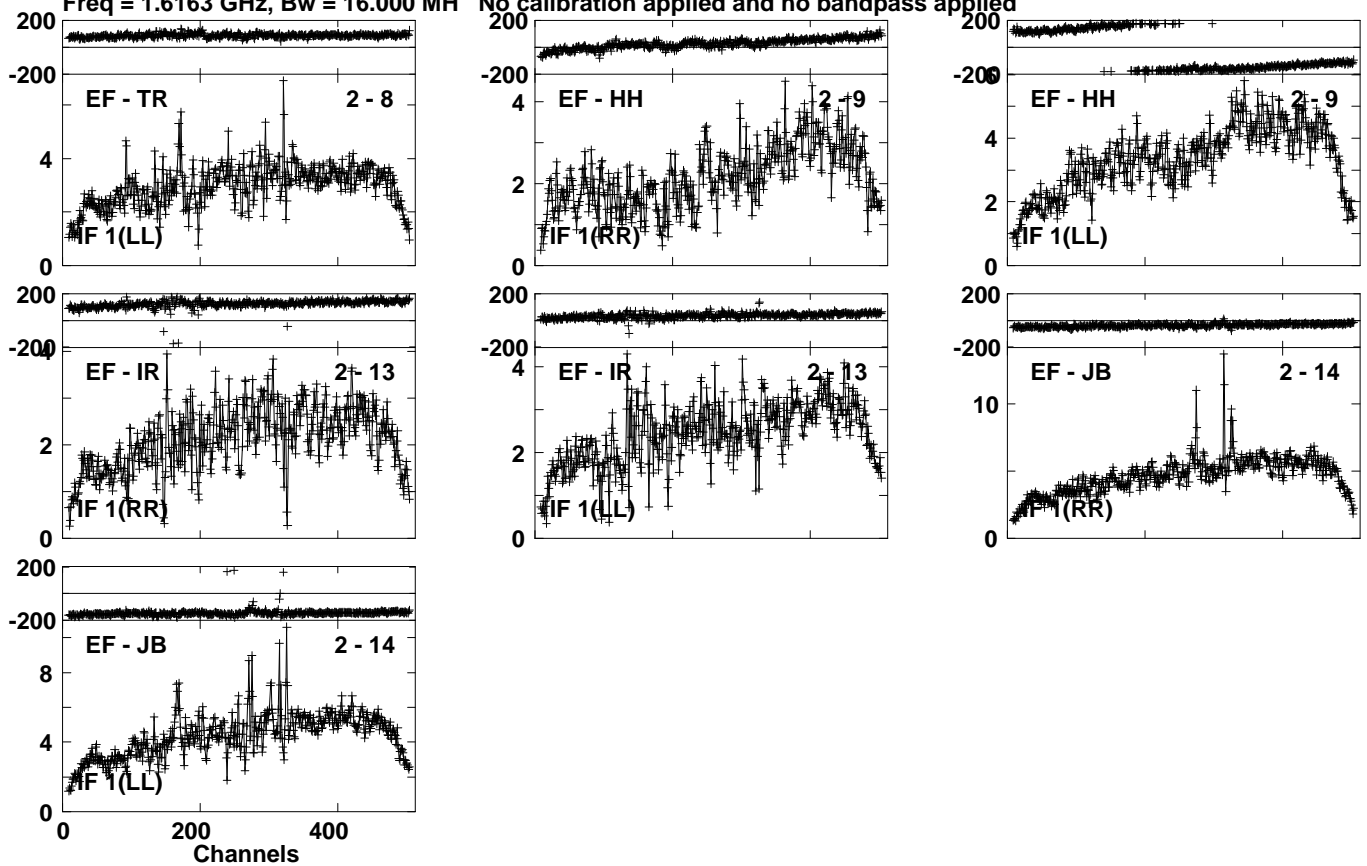 Freq = 1.6163 GHz, Bw = 16.000 MH No calibration applied and no bandpass applied
200 200 200
-200 -200 -200
EF - TR 2 - 8 EF - HH 2 - 9 EF - HH 2 - 9
6
4 4 4
2 2
IF 1(LL) IF 1(RR) IF 1(LL)
0 0 0
200 200 200
-200 -200 -200
EF - IR 2 - 13 EF - IR 2 - 13 EF - JB 2 - 14
4 4 10
2 2
IF 1(RR) IF 1(LL) IF 1(RR)
0 0 0
200
-200
EF - JB 2 - 14
8
4
IF 1(LL)
0
0 200 400
Channels